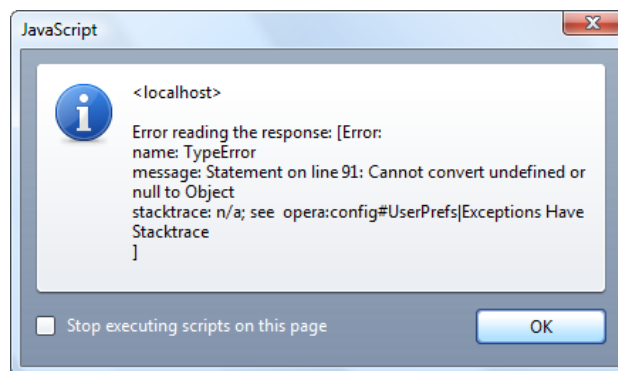 JavaScript
<localhost>
Error reading the response: [Error:
name: TypeError
message: Statement on line 91: Cannot convert undefined or
null to Object
stacktrace: n/a; see  opera:config#UserPrefs|Exceptions Have
Stacktrace
]
Stop executing scripts on this page
OK